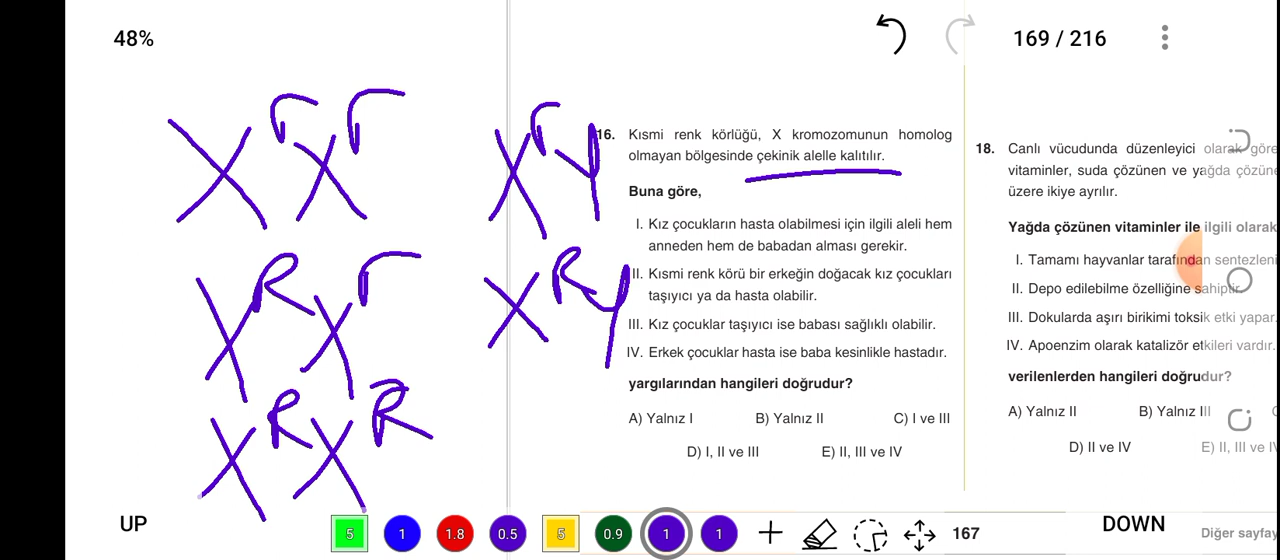 48%
169 / 216
X^r X^r
X^r y
X^R X^r
X^R y
X^R X^R
16. Kısmi renk körlüğü, X kromozomunun homolog
olmayan bölgesinde çekinik alelle kalıtılır.
Buna göre,
I. Kız çocukların hasta olabilmesi için ilgili aleli hem
anneden hem de babadan alması gerekir.
II. Kısmi renk körü bir erkeğin doğacak kız çocukları
taşıyıcı ya da hasta olabilir.
III. Kız çocuklar taşıyıcı ise babası sağlıklı olabilir.
IV. Erkek çocuklar hasta ise baba kesinlikle hastadır.
yargılarından hangileri doğrudur?
A) Yalnız I B) Yalnız II C) I ve III
D) I, II ve III E) II, III ve IV
18. Canlı vücudunda düzenleyici olarak göre
vitaminler, suda çözünen ve yağda çözüne
üzere ikiye ayrılır.
Yağda çözünen vitaminler ile ilgili olarak
I. Tamamı hayvanlar tarafından sentezleni
II. Depo edilebilme özelliğine sahiptir.
III. Dokularda aşırı birikimi toksik etki yapar.
IV. Apoenzim olarak katalizör etkileri vardır.
verilenlerden hangileri doğrudur?
A) Yalnız II B) Yalnız III C
D) II ve IV E) II, III ve IV
UP
5 1 1.8 0.5 5 0.9 1 1
167
DOWN
Diğer sayfay